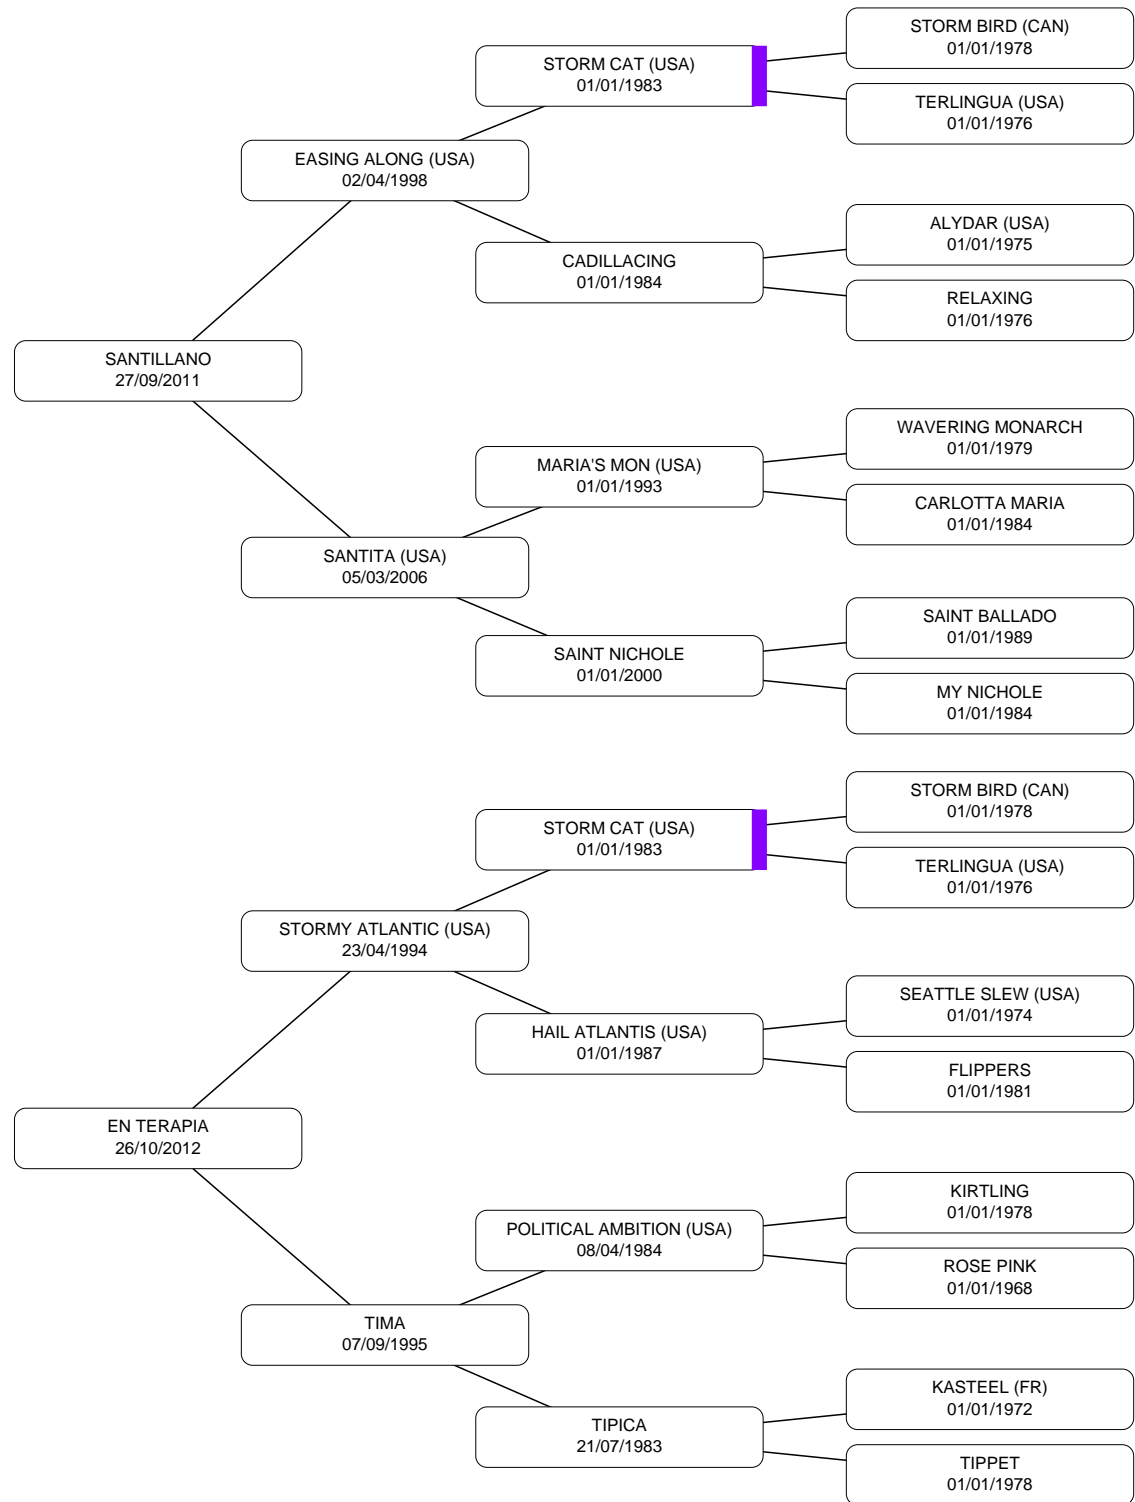 STORM BIRD (CAN)
01/01/1978
STORM CAT (USA)
01/01/1983
TERLINGUA (USA)
01/01/1976
EASING ALONG (USA)
02/04/1998
ALYDAR (USA)
01/01/1975
CADILLACING
01/01/1984
RELAXING
01/01/1976
SANTILLANO
27/09/2011
WAVERING MONARCH
01/01/1979
MARIA'S MON (USA)
01/01/1993
CARLOTTA MARIA
01/01/1984
SANTITA (USA)
05/03/2006
SAINT BALLADO
01/01/1989
SAINT NICHOLE
01/01/2000
MY NICHOLE
01/01/1984
STORM BIRD (CAN)
01/01/1978
STORM CAT (USA)
01/01/1983
TERLINGUA (USA)
01/01/1976
STORMY ATLANTIC (USA)
23/04/1994
SEATTLE SLEW (USA)
01/01/1974
HAIL ATLANTIS (USA)
01/01/1987
FLIPPERS
01/01/1981
EN TERAPIA
26/10/2012
KIRTLING
01/01/1978
POLITICAL AMBITION (USA)
08/04/1984
ROSE PINK
01/01/1968
TIMA
07/09/1995
KASTEEL (FR)
01/01/1972
TIPICA
21/07/1983
TIPPET
01/01/1978